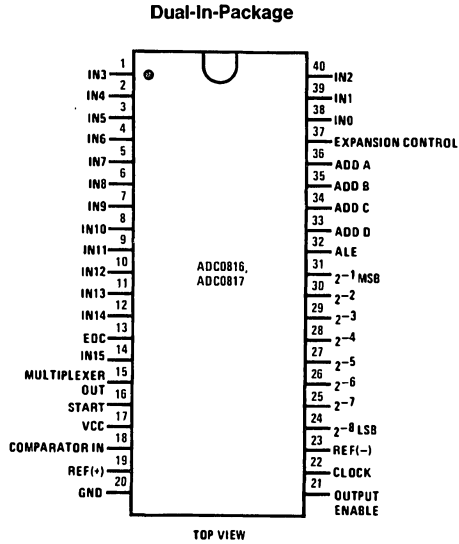 Dual-In-Package
1 IN3
2 IN4
3 IN5
4 IN6
5 IN7
6 IN8
7 IN9
8 IN10
9 IN11
10 IN12
11 IN13
12 IN14
13 EOC
14 IN15
15 MULTIPLEXER
OUT
16 START
17 VCC
18 COMPARATOR IN
19 REF(+)
20 GND
ADC0816,
ADC0817
40 IN2
39 IN1
38 IN0
37 EXPANSION CONTROL
36 ADD A
35 ADD B
34 ADD C
33 ADD D
32 ALE
31 2⁻¹ MSB
30 2⁻²
29 2⁻³
28 2⁻⁴
27 2⁻⁵
26 2⁻⁶
25 2⁻⁷
24 2⁻⁸ LSB
23 REF(−)
22 CLOCK
21 OUTPUT
ENABLE
TOP VIEW